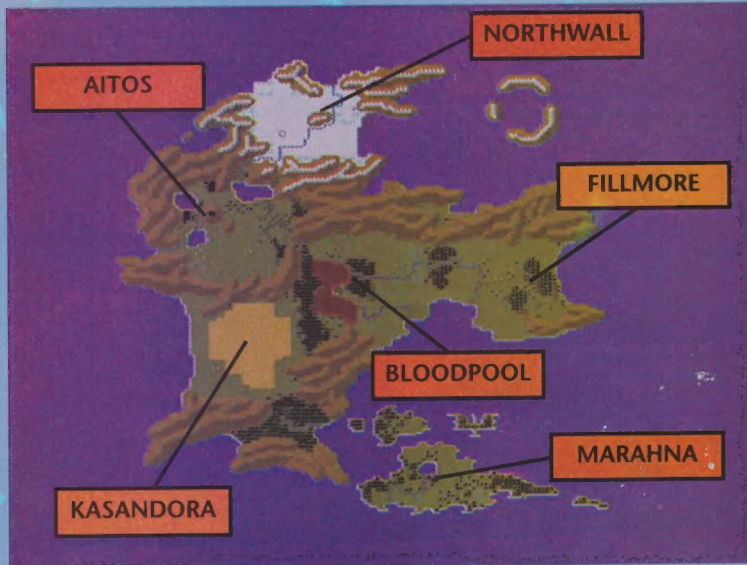 NORTHWALL
AITOS
FILLMORE
BLOODPOOL
MARAHNA
KASANDORA